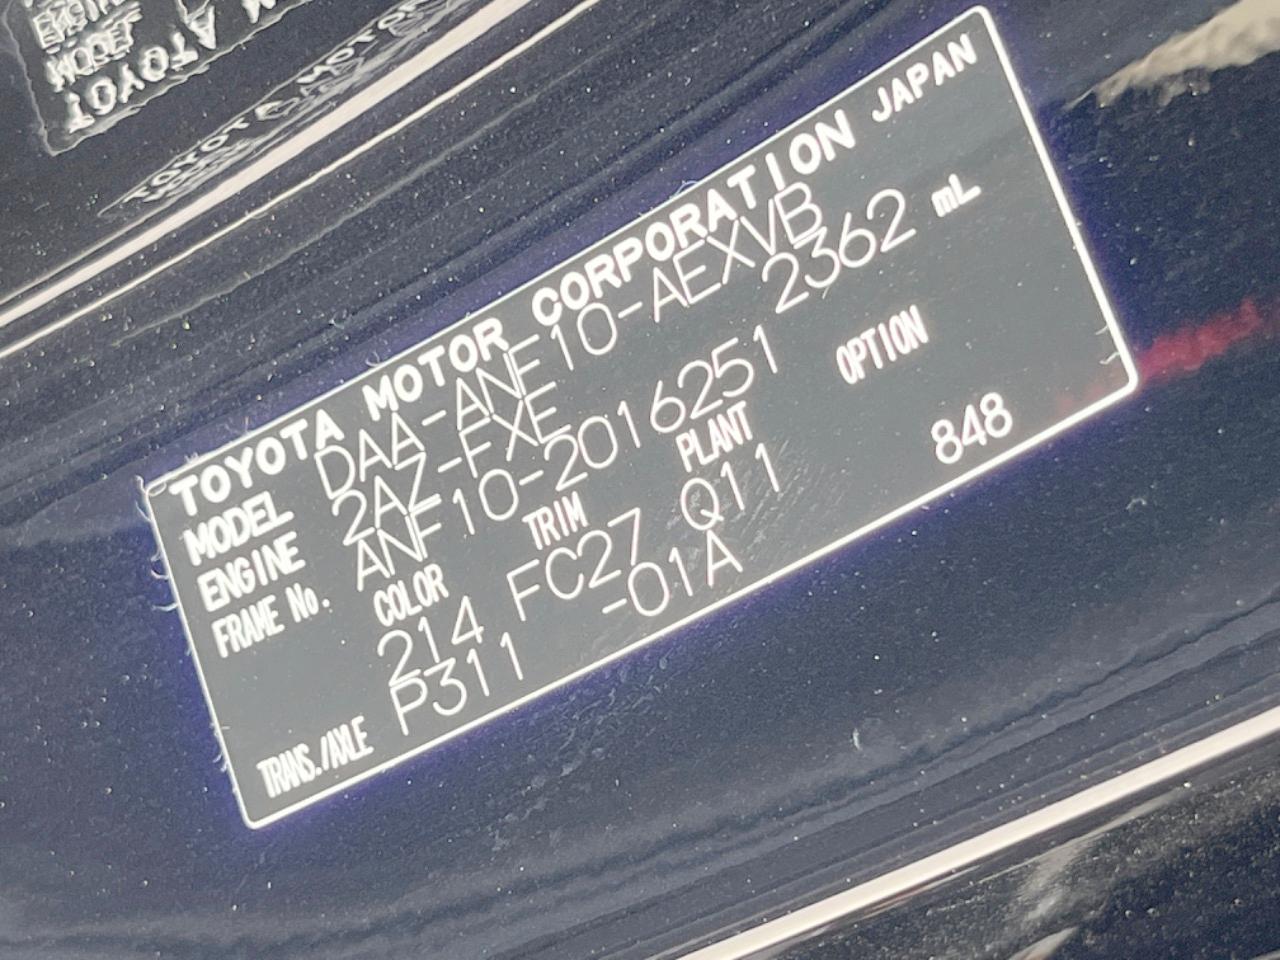 TOYOTA MOTOR CORPORATION JAPAN
MODEL DAA-ANF10-AEXVB
ENGINE 2AZ-FXE 2362 mL
FRAME No. ANF10-2016251
COLOR TRIM PLANT OPTION
214 FC27 Q11 848
TRANS./AXLE P311 -01A